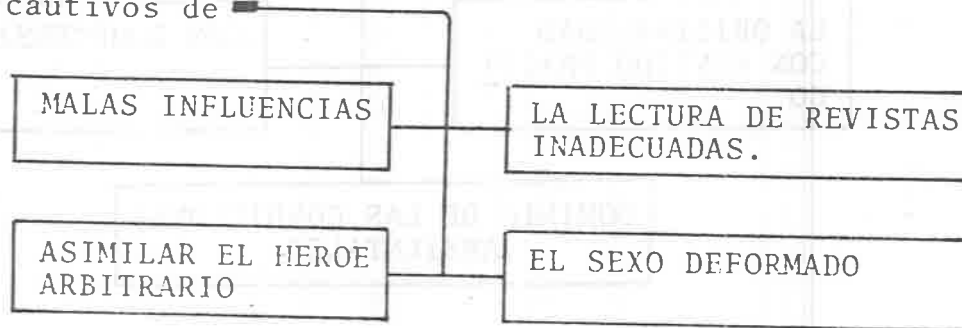 cautivos de
MALAS INFLUENCIAS
LA LECTURA DE REVISTAS
INADECUADAS.
ASIMILAR EL HEROE
ARBITRARIO
EL SEXO DEFORMADO